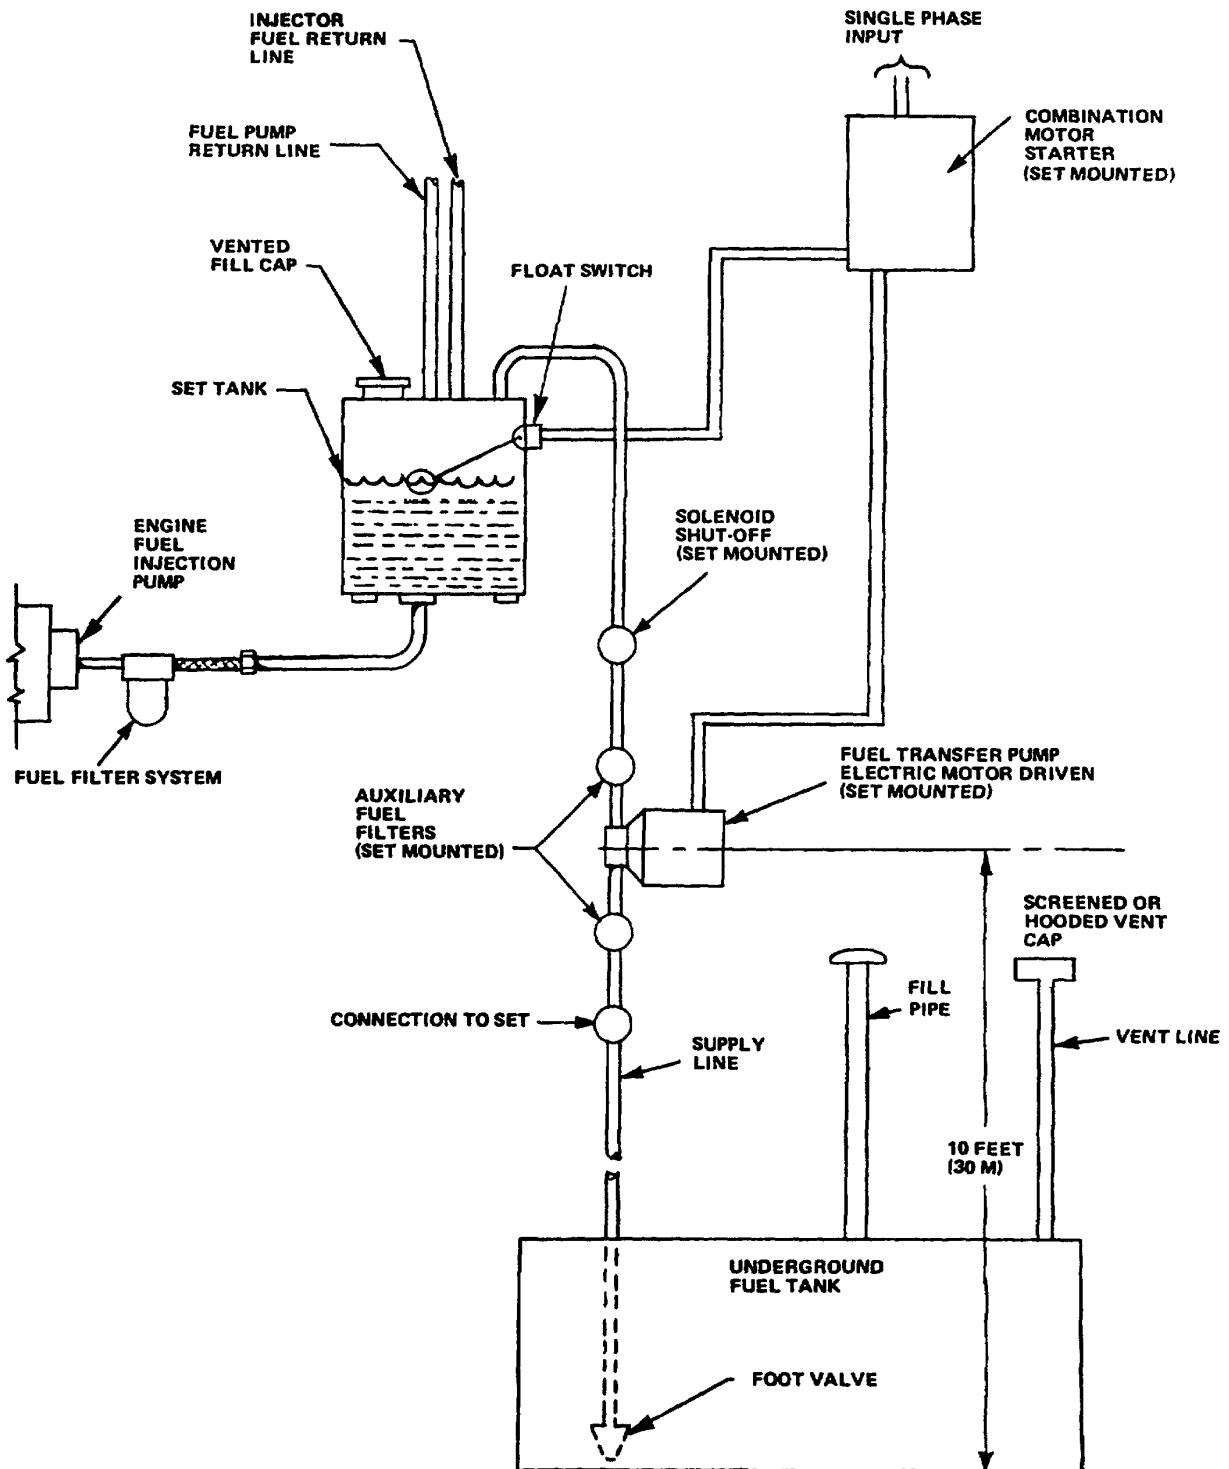 INJECTOR
FUEL RETURN
LINE
SINGLE PHASE
INPUT
FUEL PUMP
RETURN LINE
COMBINATION
MOTOR
STARTER
(SET MOUNTED)
VENTED
FILL CAP
FLOAT SWITCH
SET TANK
ENGINE
FUEL
INJECTION
PUMP
SOLENOID
SHUT-OFF
(SET MOUNTED)
FUEL FILTER SYSTEM
FUEL TRANSFER PUMP
ELECTRIC MOTOR DRIVEN
(SET MOUNTED)
AUXILIARY
FUEL
FILTERS
(SET MOUNTED)
SCREENED OR
HOODED VENT
CAP
FILL
PIPE
CONNECTION TO SET
SUPPLY
LINE
VENT LINE
10 FEET
(30 M)
UNDERGROUND
FUEL TANK
FOOT VALVE